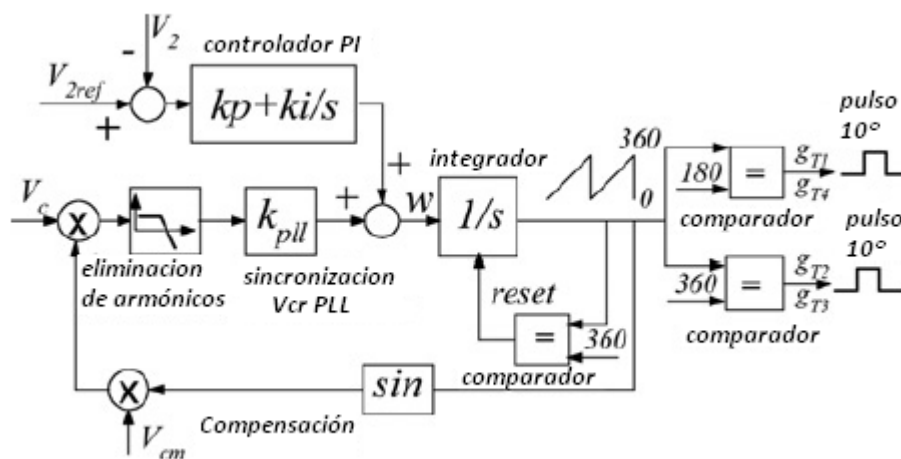 V2
-
controlador PI
V2ref
+
kp+ki/s
pulso
10°
+
integrador
360
0
180
=
gT1
gT4
comparador
Vc
X
kpll
+
w
1/s
eliminacion
de armónicos
sincronizacion
Vcr PLL
reset
=
360
comparador
360
=
gT2
gT3
comparador
pulso
10°
X
Vcm
Compensación
sin